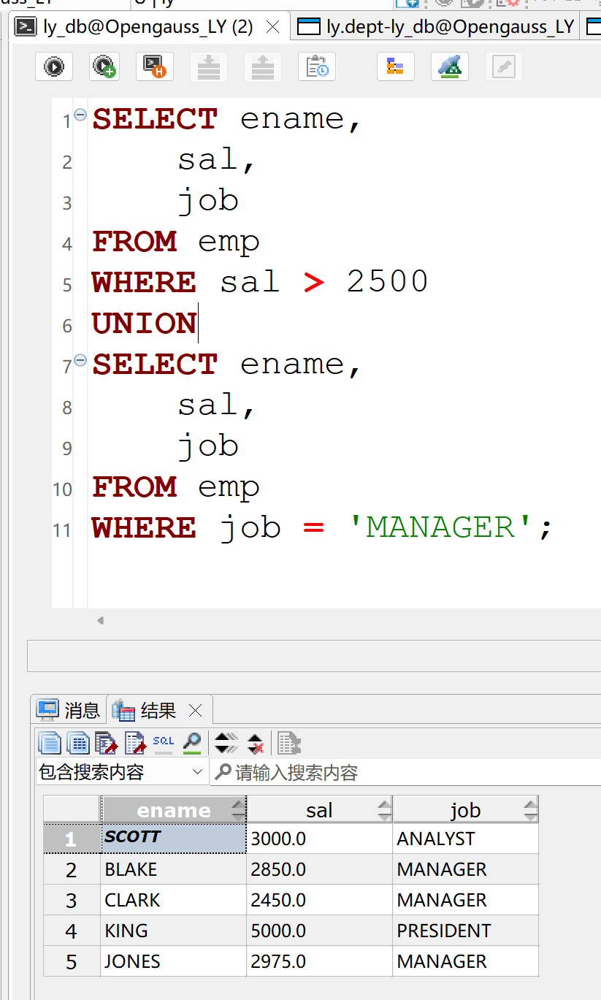 ly_db@Opengauss_LY (2) ly.dept-ly_db@Opengauss_LY
1 SELECT ename,
2 sal,
3 job
4 FROM emp
5 WHERE sal > 2500
6 UNION
7 SELECT ename,
8 sal,
9 job
10 FROM emp
11 WHERE job = 'MANAGER';
消息 结果
SQL
包含搜索内容 请输入搜索内容
ename sal job
1 SCOTT 3000.0 ANALYST
2 BLAKE 2850.0 MANAGER
3 CLARK 2450.0 MANAGER
4 KING 5000.0 PRESIDENT
5 JONES 2975.0 MANAGER